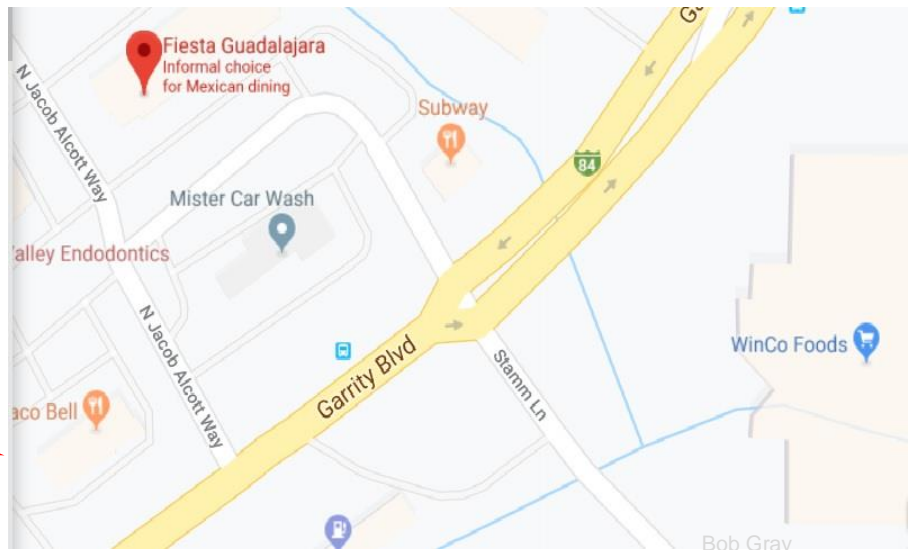 Fiesta Guadalajara
Informal choice
for Mexican dining
N Jacob Alcott Way
Subway
84
Mister Car Wash
alley Endodontics
N Jacob Alcott Way
Garrity Blvd
Stamm Ln
WinCo Foods
aco Bell
Bob Gray